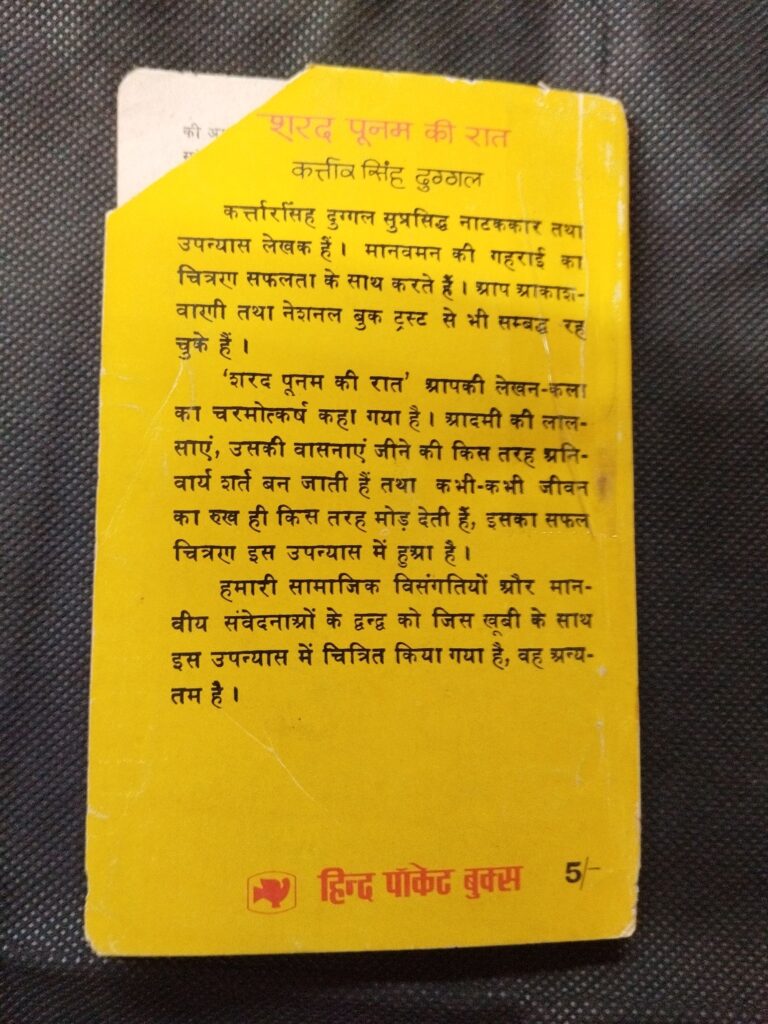 की
शरद पूनम की रात
कर्त्तार सिंह दुग्गाल
कर्त्तारसिंह दुग्गल सुप्रसिद्ध नाटककार तथा
उपन्यास लेखक हैं। मानवमन की गहराई का
चित्रण सफलता के साथ करते हैं। आप आकाश-
वाणी तथा नेशनल बुक ट्रस्ट से भी सम्बद्ध रह
चुके हैं।
'शरद पूनम की रात' आपकी लेखन-कला
का चरमोत्कर्ष कहा गया है। आदमी की लाल-
साएं, उसकी वासनाएं जीने की किस तरह अनि-
वार्य शर्त बन जाती हैं तथा कभी-कभी जीवन
का रुख ही किस तरह मोड़ देती हैं, इसका सफल
चित्रण इस उपन्यास में हुआ है।
हमारी सामाजिक विसंगतियों और मान-
वीय संवेदनाओं के द्वन्द्व को जिस खूबी के साथ
इस उपन्यास में चित्रित किया गया है, वह अन्य-
तम है।
हिन्द पॉकेट बुक्स 5/-